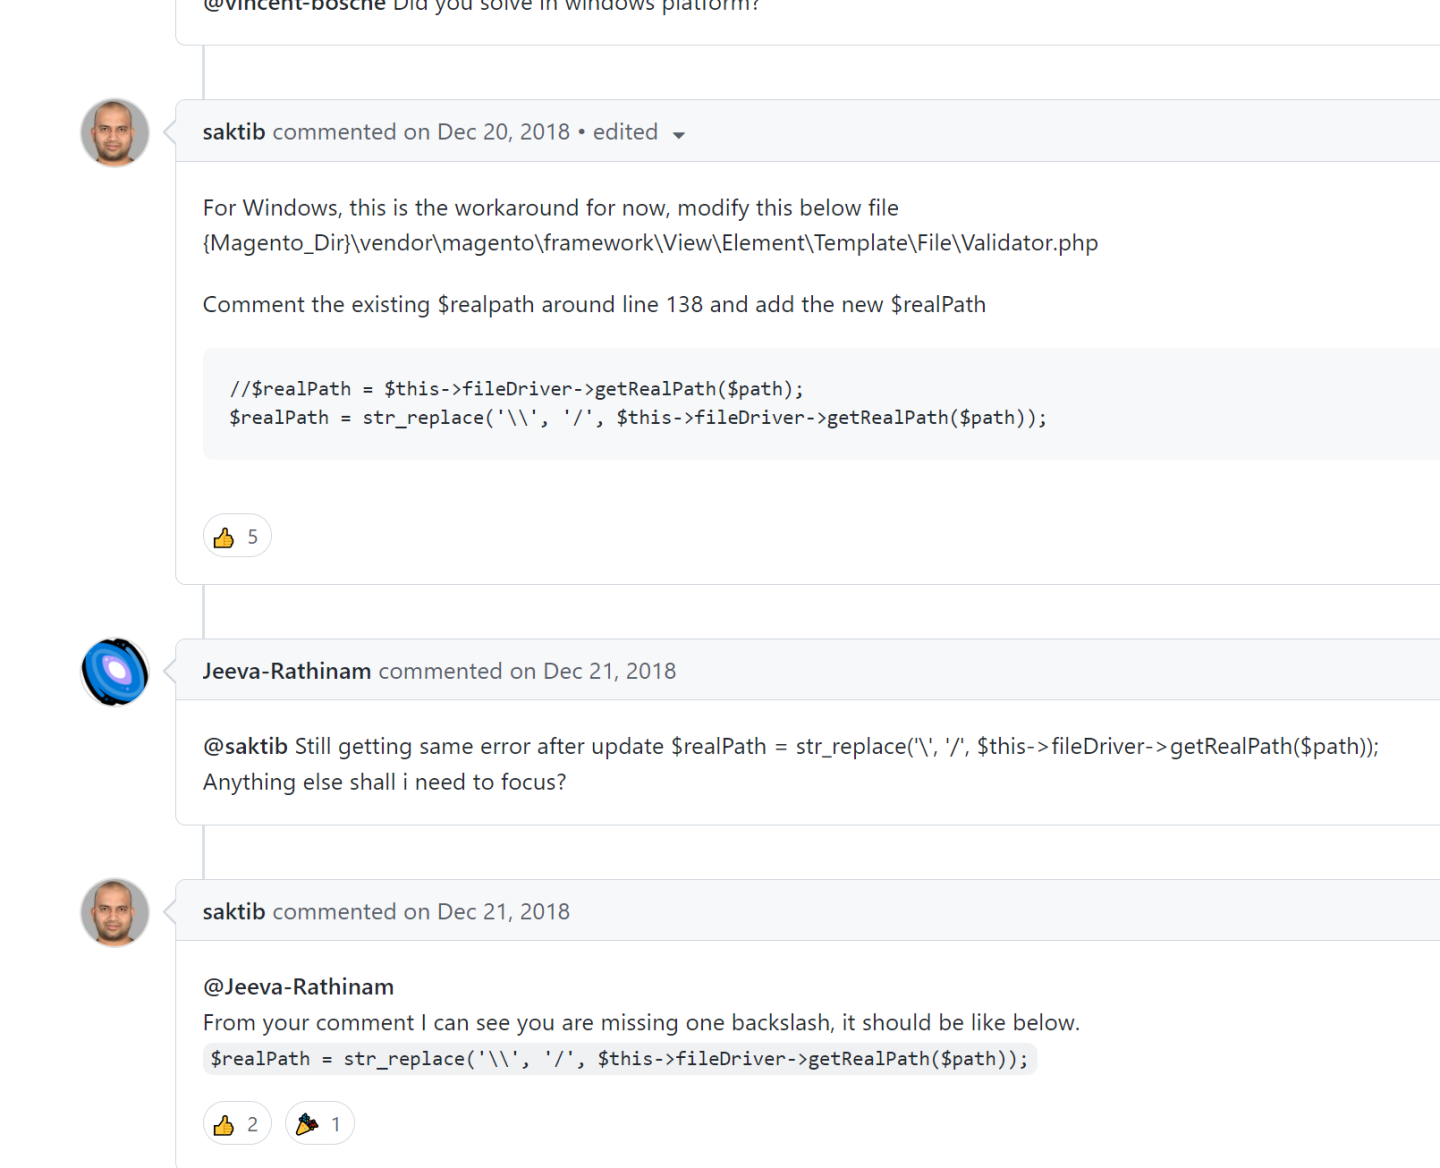 @vincent-bosche Did you solve in windows platform?
saktib commented on Dec 20, 2018 • edited
For Windows, this is the workaround for now, modify this below file
{Magento_Dir}\vendor\magento\framework\View\Element\Template\File\Validator.php
Comment the existing $realpath around line 138 and add the new $realPath
//$realPath = $this->fileDriver->getRealPath($path);
$realPath = str_replace('\\', '/', $this->fileDriver->getRealPath($path));
5
Jeeva-Rathinam commented on Dec 21, 2018
@saktib Still getting same error after update $realPath = str_replace('\', '/', $this->fileDriver->getRealPath($path));
Anything else shall i need to focus?
saktib commented on Dec 21, 2018
@Jeeva-Rathinam
From your comment I can see you are missing one backslash, it should be like below.
$realPath = str_replace('\\', '/', $this->fileDriver->getRealPath($path));
2 1